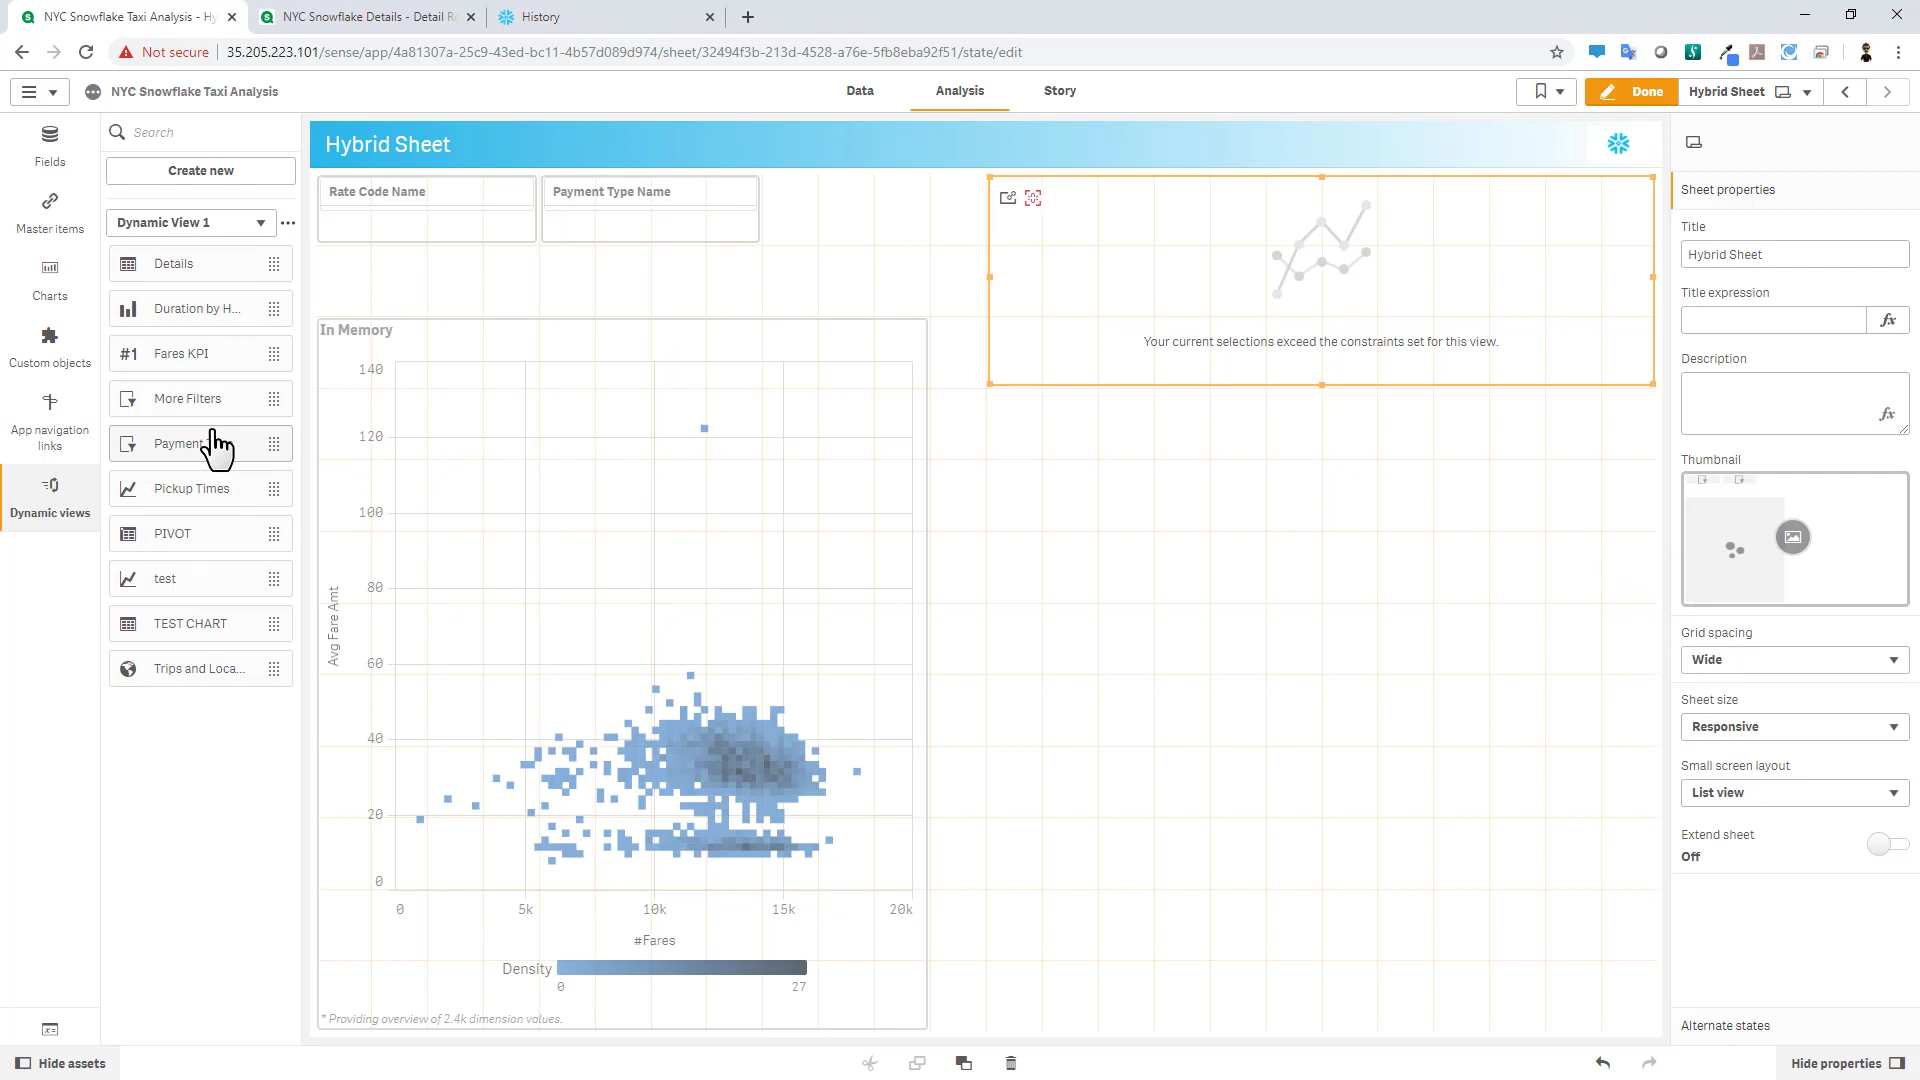 NYC Snowflake Taxi Analysis - Hy
NYC Snowflake Details - Detail Re
History
Not secure
35.205.223.101/sense/app/4a81307a-25c9-43ed-bc11-4b57d089d974/sheet/32494f3b-213d-4528-a76e-5fb8eba92f51/state/edit
NYC Snowflake Taxi Analysis
Data
Analysis
Story
Done
Hybrid Sheet
Fields
Master items
Charts
Custom objects
App navigation
links
Dynamic views
Search
Create new
Dynamic View 1
Details
Duration by H...
#1 Fares KPI
More Filters
Payment
Pickup Times
PIVOT
test
TEST CHART
Trips and Loca...
Hybrid Sheet
Rate Code Name
Payment Type Name
Your current selections exceed the constraints set for this view.
In Memory
140
120
100
80
60
40
20
0
Avg Fare Amt
0 5k 10k 15k 20k
#Fares
Density
0 27
* Providing overview of 2.4k dimension values.
Sheet properties
Title
Hybrid Sheet
Title expression
fx
Description
fx
Thumbnail
Grid spacing
Wide
Sheet size
Responsive
Small screen layout
List view
Extend sheet
Off
Alternate states
Hide assets
Hide properties